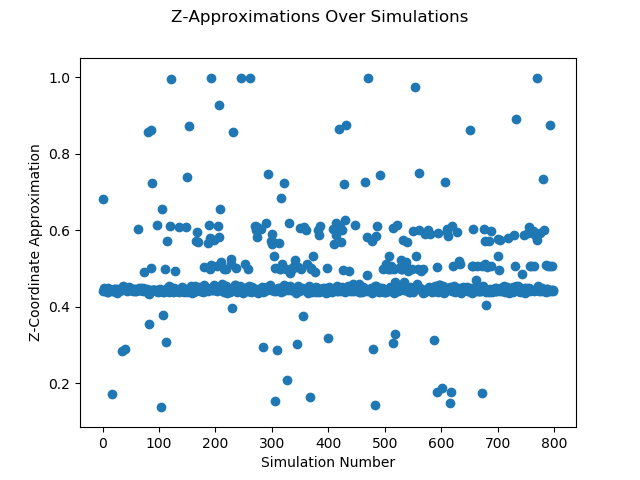 Z-Approximations Over Simulations
1.0
0.8
0.6
0.4
0.2
Z-Coordinate Approximation
0 100 200 300 400 500 600 700 800
Simulation Number